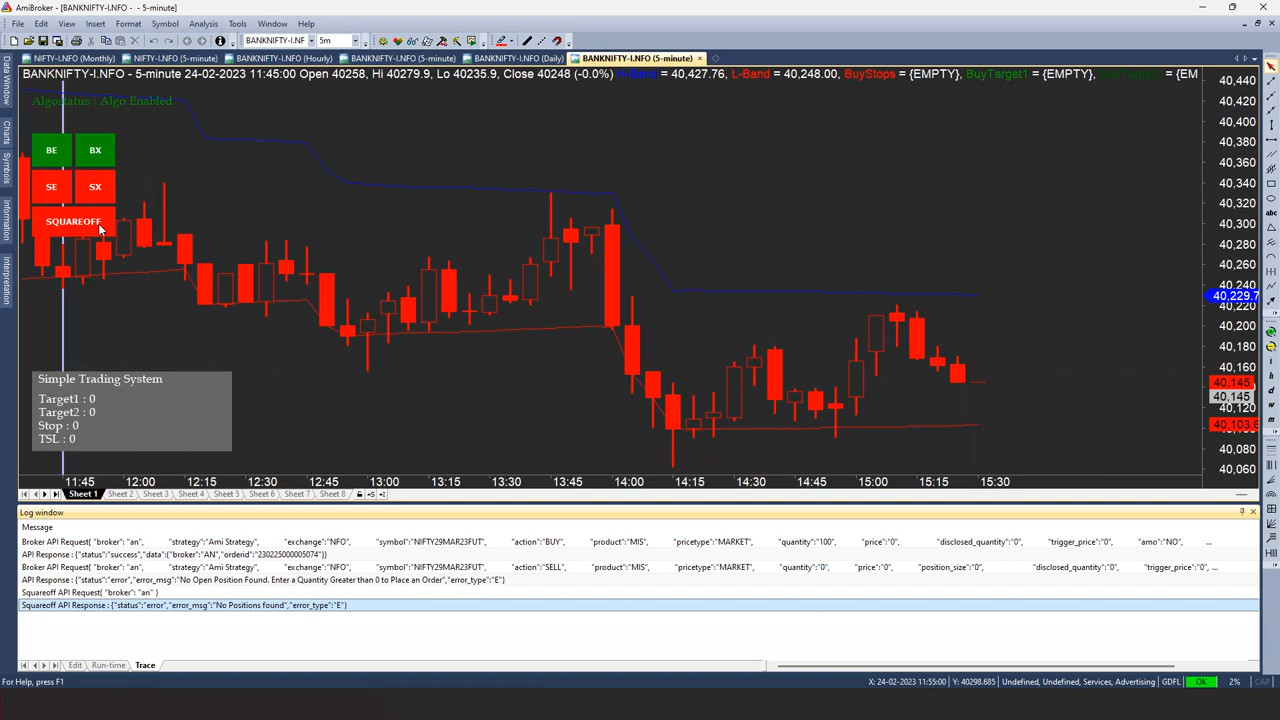 AmiBroker - [BANKNIFTY-I.NFO - - 5-minute]
File Edit View Insert Format Symbol Analysis Tools Window Help
BANKNIFTY-I.NF 5m
NIFTY-I.NFO (Monthly) NIFTY-I.NFO (5-minute) BANKNIFTY-I.NFO (Hourly) BANKNIFTY-I.NFO (5-minute) BANKNIFTY-I.NFO (Daily) BANKNIFTY-I.NFO (5-minute)
BANKNIFTY-I.NFO - 5-minute 24-02-2023 11:45:00 Open 40258, Hi 40279.9, Lo 40235.9, Close 40248 (-0.0%) H-Band = 40,427.76, L-Band = 40,248.00, BuyStops = {EMPTY}, BuyTarget1 = {EMPTY}, BuyTarget2 = {EM
Algostatus : Algo Enabled
BE BX
SE SX
SQUAREOFF
Data Window
Charts
Symbols
Information
Interpretation
40,440
40,420
40,400
40,380
40,360
40,340
40,320
40,300
40,280
40,260
40,240
40,229.7
40,220
40,200
40,180
40,160
40,145
40,145
40,120
40,103.6
40,080
40,060
Simple Trading System
Target1 : 0
Target2 : 0
Stop : 0
TSL : 0
11:45 12:00 12:15 12:30 12:45 13:00 13:15 13:30 13:45 14:00 14:15 14:30 14:45 15:00 15:15 15:30
Sheet 1 Sheet 2 Sheet 3 Sheet 4 Sheet 5 Sheet 6 Sheet 7 Sheet 8
Log window
Message
Broker API Request{ "broker": "an", "strategy":"Ami Strategy", "exchange":"NFO", "symbol":"NIFTY29MAR23FUT", "action":"BUY", "product":"MIS", "pricetype":"MARKET", "quantity":"100", "price":"0", "disclosed_quantity":"0", "trigger_price":"0", "amo":"NO", ...
API Response : {"status":"success","data":{"broker":"AN","orderid":"230225000005074"}}
Broker API Request{ "broker": "an", "strategy":"Ami Strategy", "exchange":"NFO", "symbol":"NIFTY29MAR23FUT", "action":"SELL", "product":"MIS", "pricetype":"MARKET", "quantity":"0", "price":"0", "position_size":"0", "disclosed_quantity":"0", "trigger_price":"0", ...
API Response : {"status":"error","error_msg":"No Open Position Found. Enter a Quantity Greater than 0 to Place an Order","error_type":"E"}
Squareoff API Request{ "broker": "an" }
Squareoff API Response : {"status":"error","error_msg":"No Positions found","error_type":"E"}
Edit Run-time Trace
For Help, press F1 X: 24-02-2023 11:55:00 Y: 40298.685 Undefined, Undefined, Services, Advertising GDFL OK 2% CAP